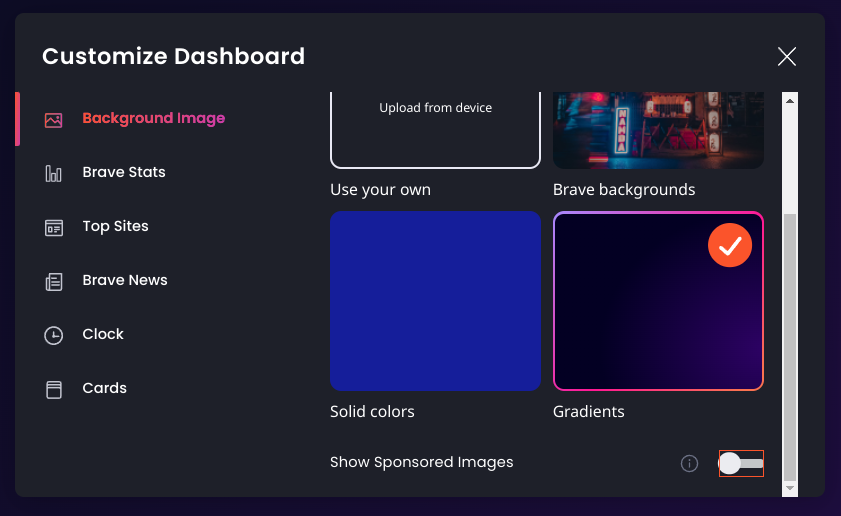 Customize Dashboard
Background Image
Brave Stats
Top Sites
Brave News
Clock
Cards
Upload from device
NAMBA
Use your own
Brave backgrounds
Solid colors
Gradients
Show Sponsored Images